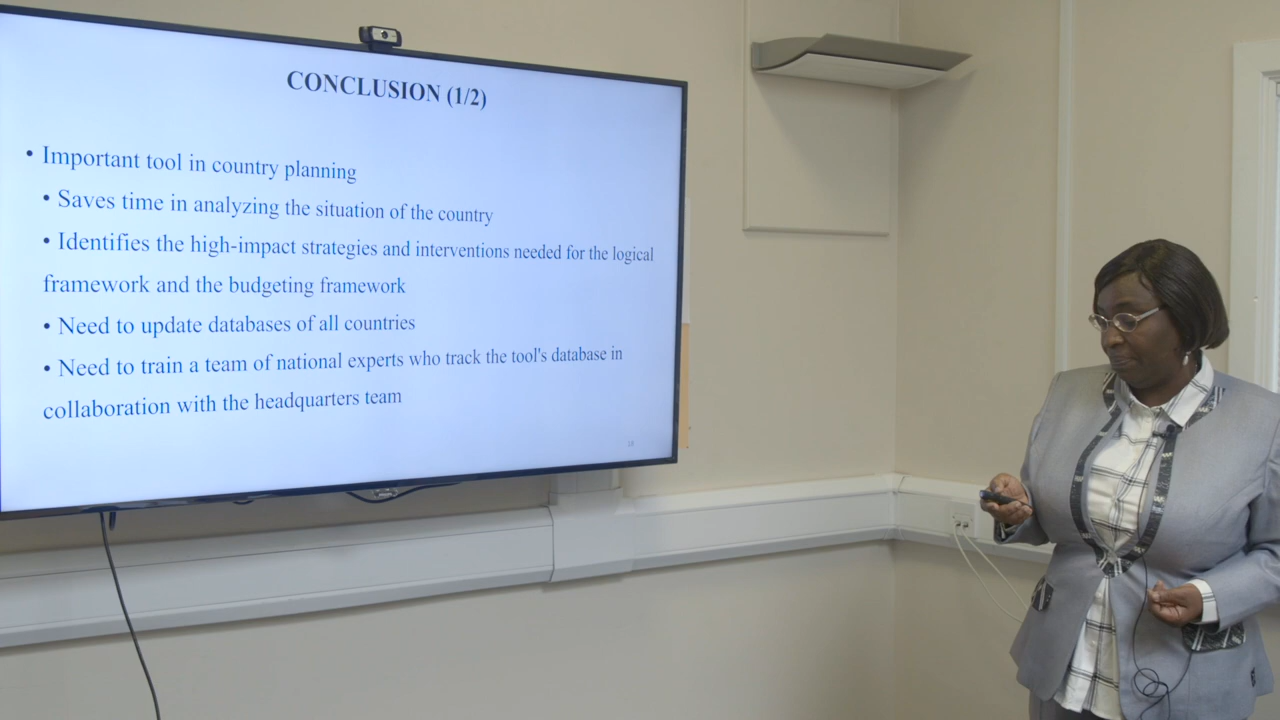 CONCLUSION (1/2)
• Important tool in country planning
• Saves time in analyzing the situation of the country
• Identifies the high-impact strategies and interventions needed for the logical
framework and the budgeting framework
• Need to update databases of all countries
• Need to train a team of national experts who track the tool's database in
collaboration with the headquarters team